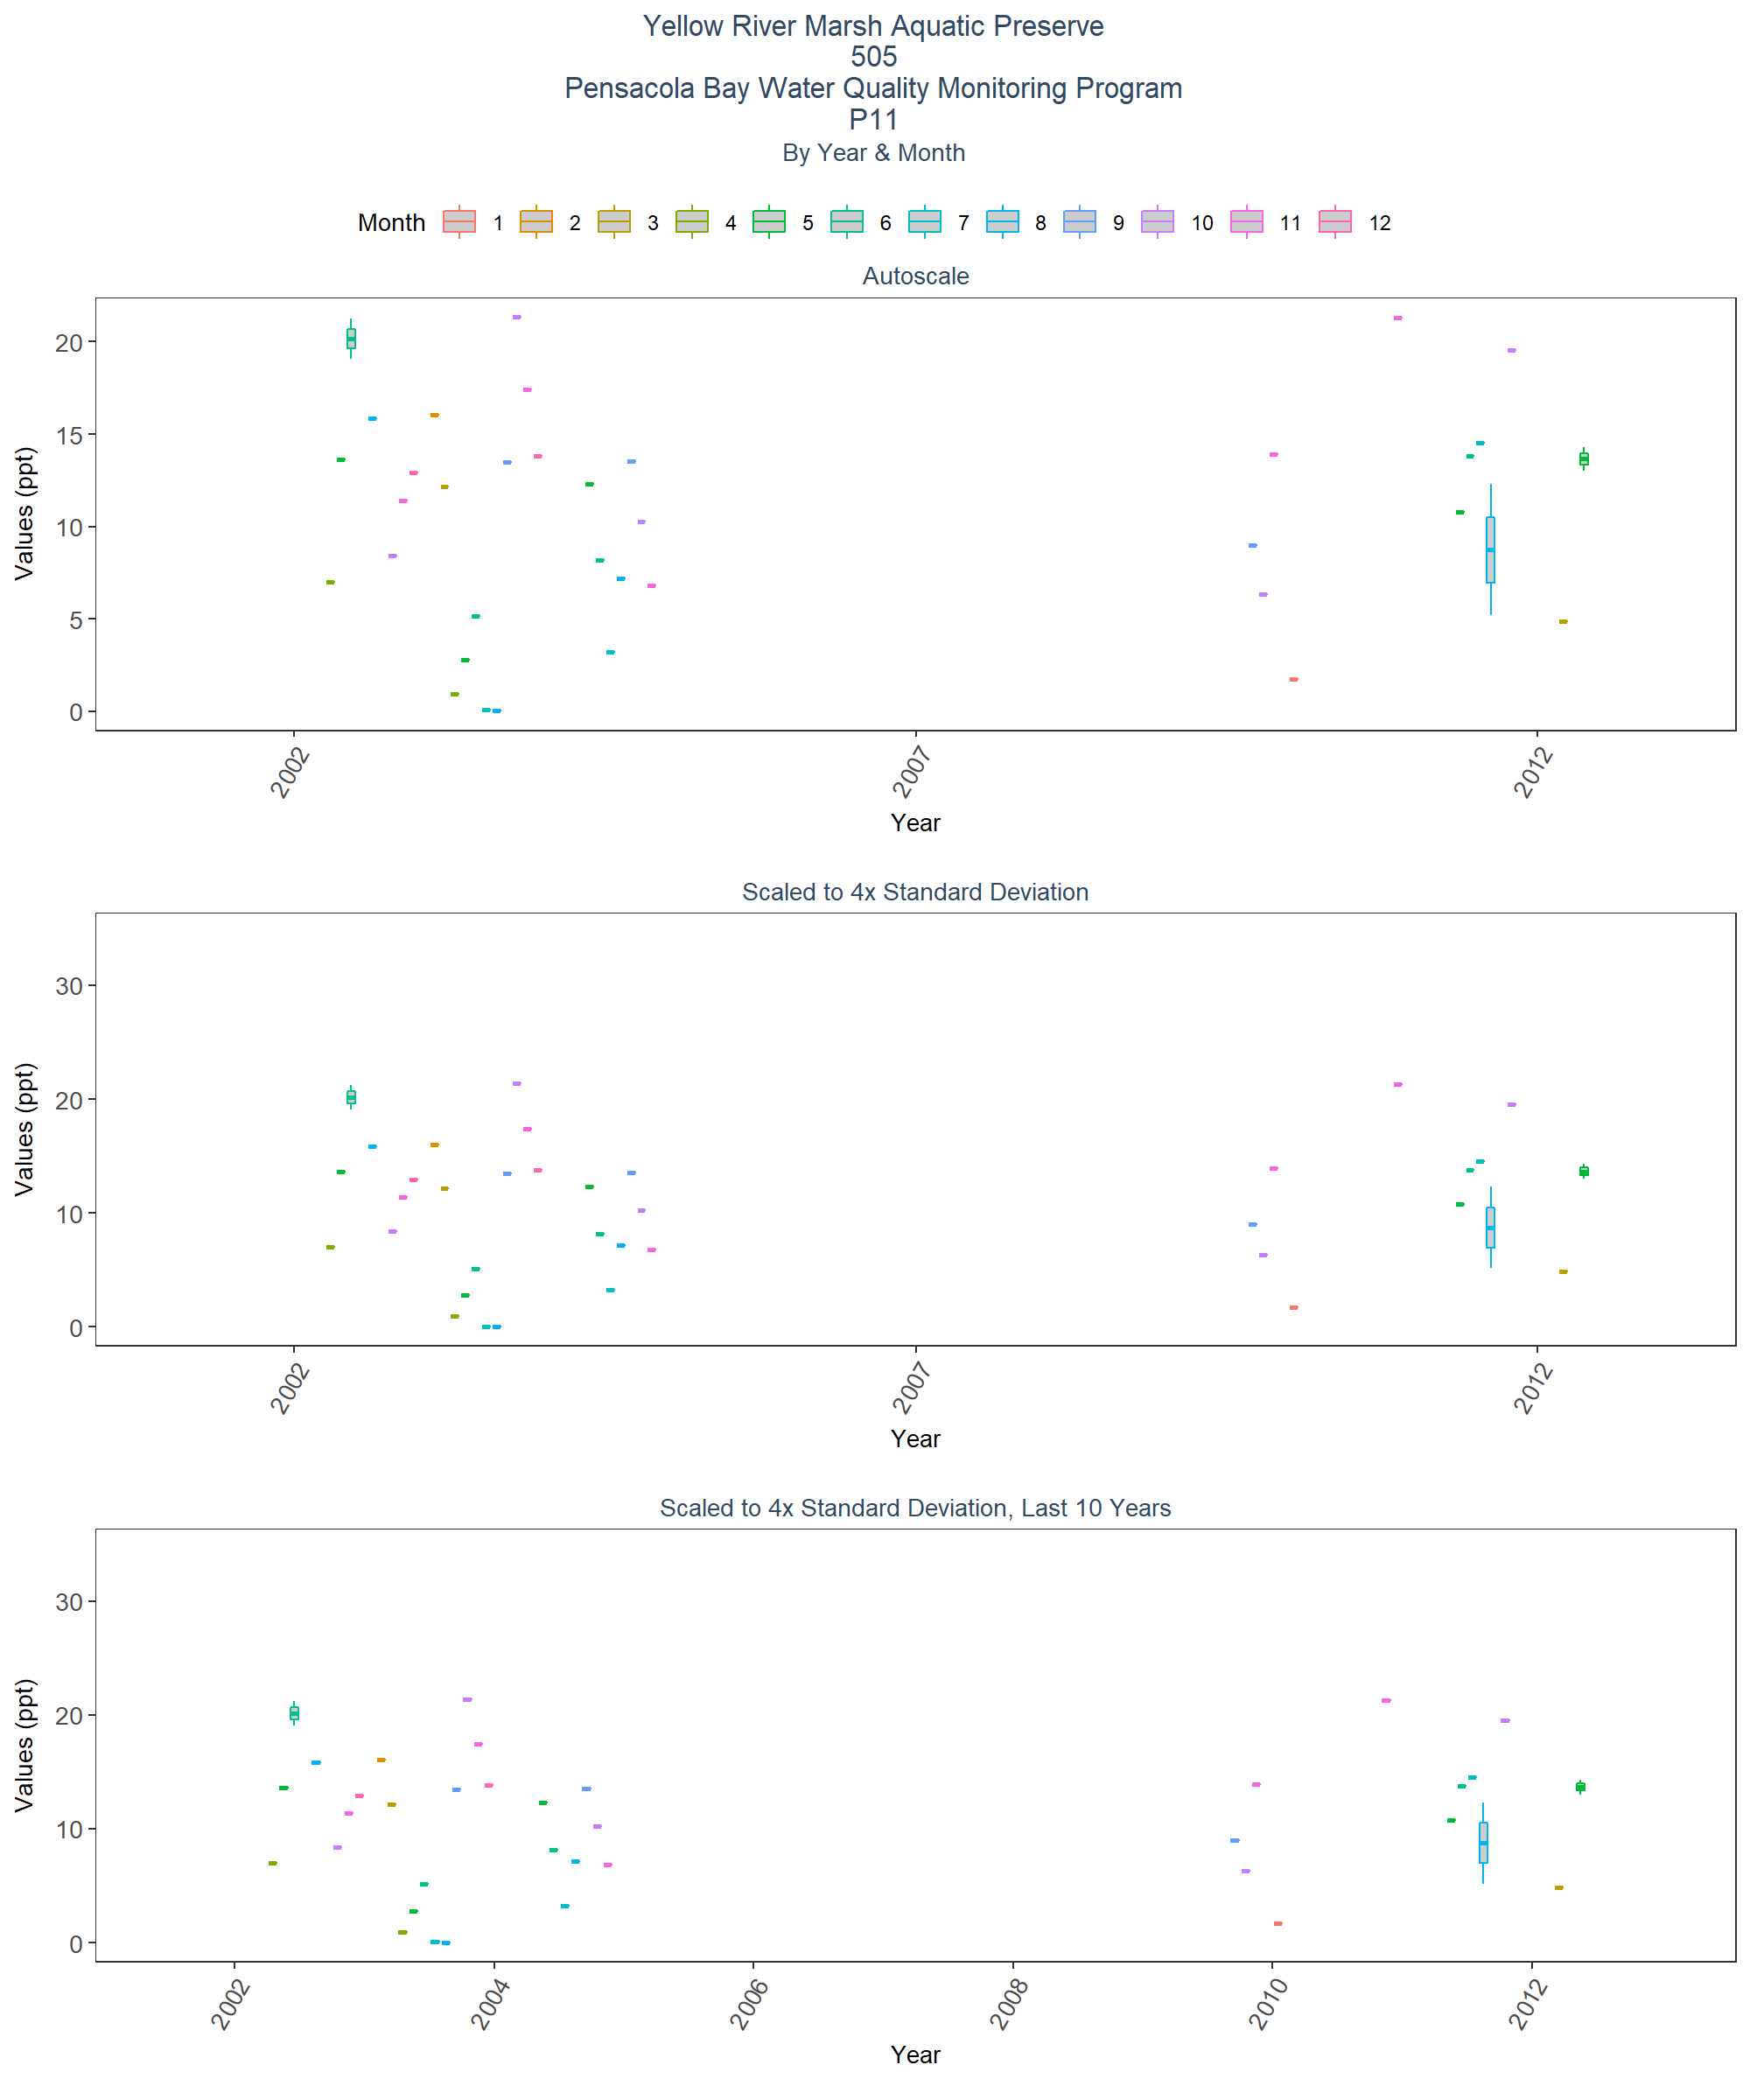 Yellow River Marsh Aquatic Preserve
505
Pensacola Bay Water Quality Monitoring Program
P11
By Year & Month
Month 1 2 3 4 5 6 7 8 9 10 11 12
Autoscale
Values (ppt)
20
15
10
5
0
2002 2007 2012
Year
Scaled to 4x Standard Deviation
Values (ppt)
30
20
10
0
2002 2007 2012
Year
Scaled to 4x Standard Deviation, Last 10 Years
Values (ppt)
30
20
10
0
2002 2004 2006 2008 2010 2012
Year